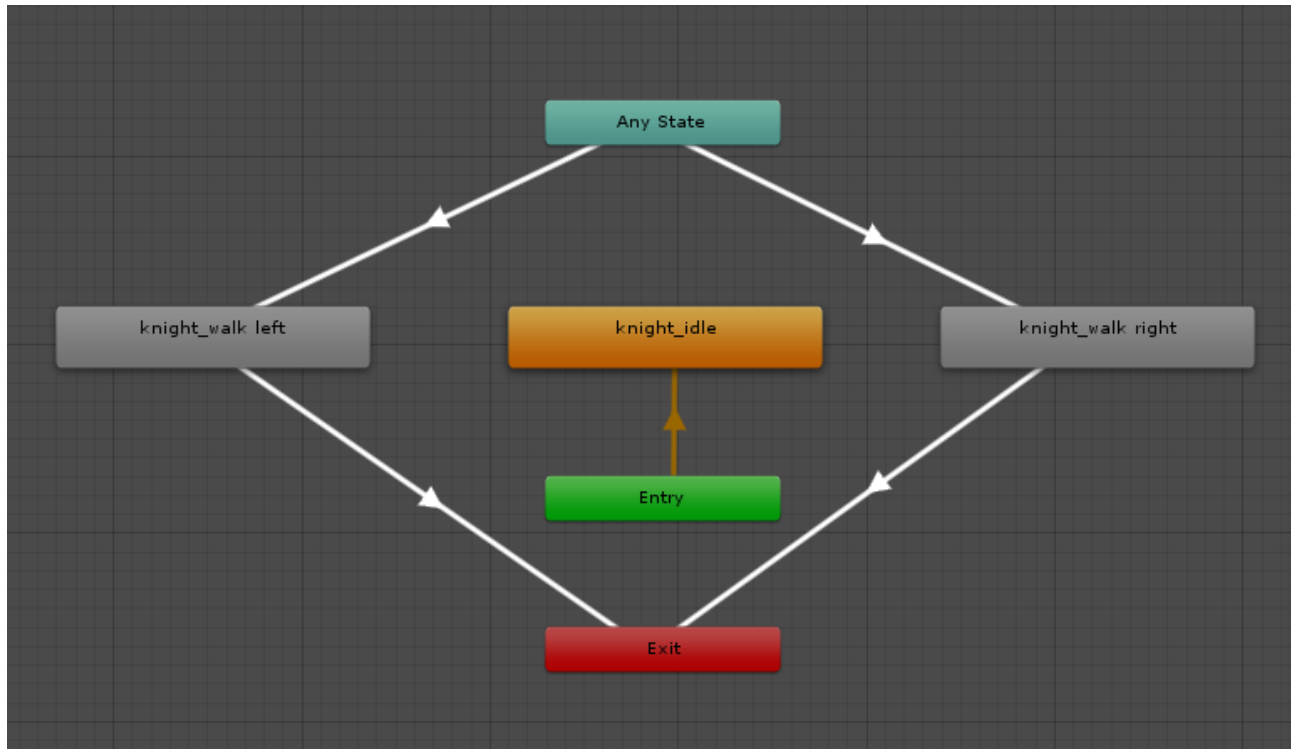 Any State
knight_walk left
knight_idle
knight_walk right
Entry
Exit